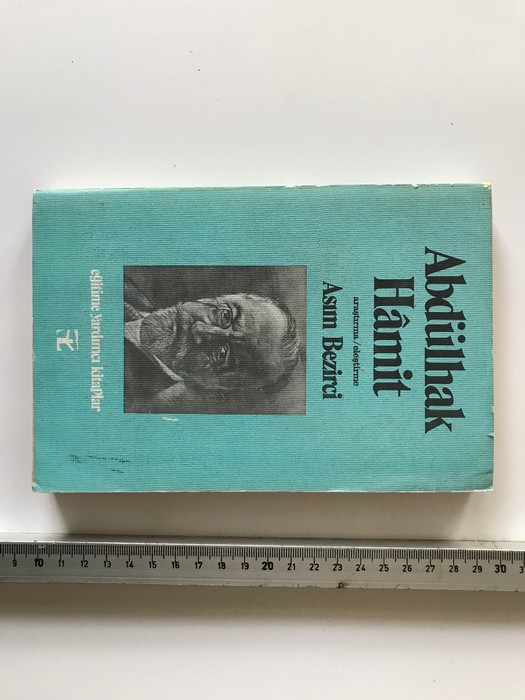 Abdülhak
Hâmit
araştırma/eleştirme
Asım Bezirci
eğitime yardımcı kitaplar
9 10 11 12 13 14 15 16 17 18 19 20 21 22 23 24 25 26 27 28 29 30 3